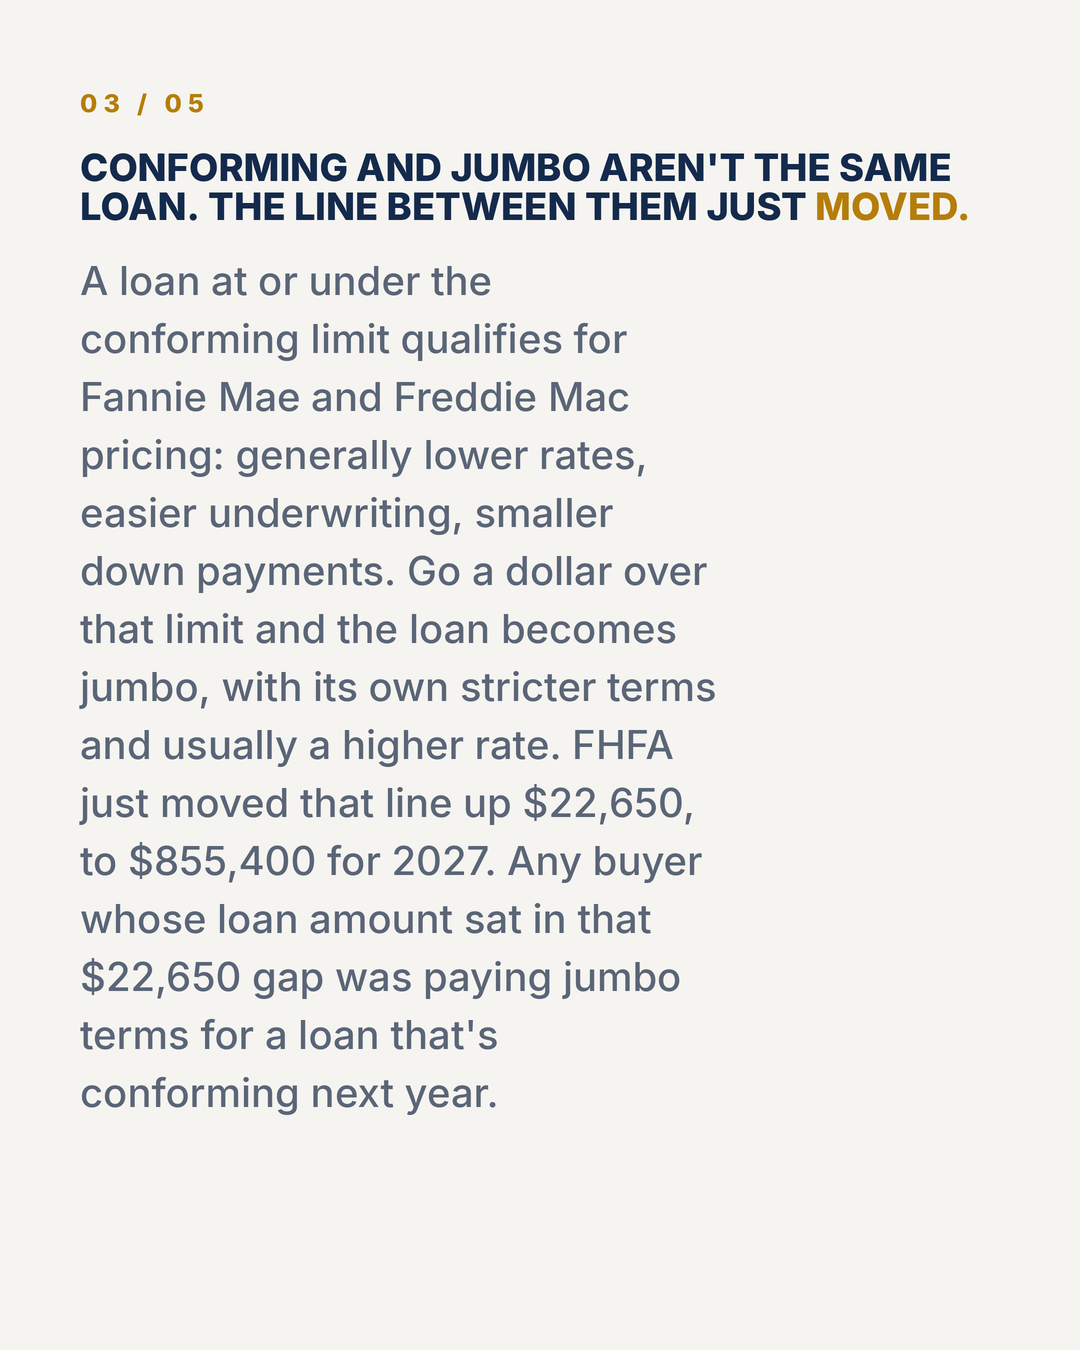 03 / 05
CONFORMING AND JUMBO AREN'T THE SAME
LOAN. THE LINE BETWEEN THEM JUST MOVED.
A loan at or under the
conforming limit qualifies for
Fannie Mae and Freddie Mac
pricing: generally lower rates,
easier underwriting, smaller
down payments. Go a dollar over
that limit and the loan becomes
jumbo, with its own stricter terms
and usually a higher rate. FHFA
just moved that line up $22,650,
to $855,400 for 2027. Any buyer
whose loan amount sat in that
$22,650 gap was paying jumbo
terms for a loan that's
conforming next year.